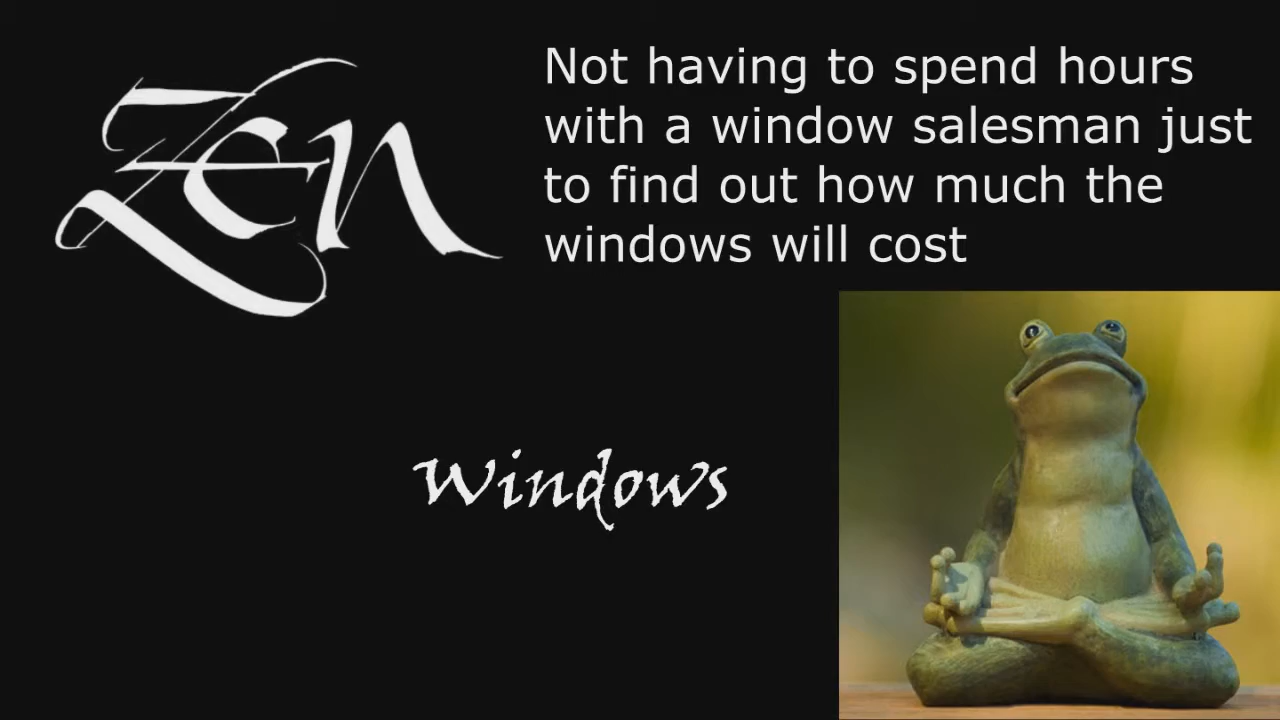 Zen
Not having to spend hours
with a window salesman just
to find out how much the
windows will cost
Windows